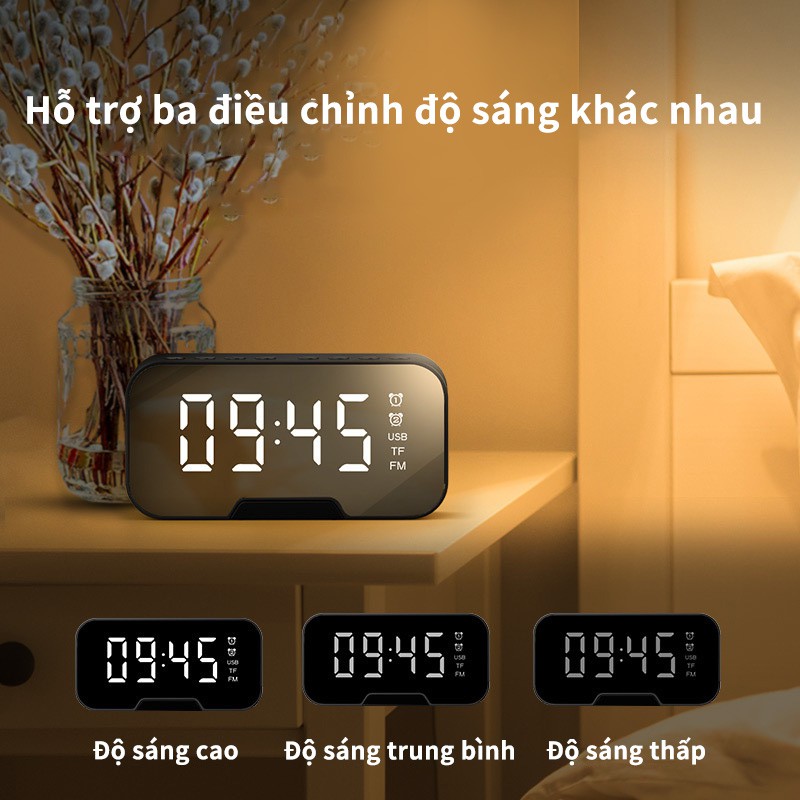 Hỗ trợ ba điều chỉnh độ sáng khác nhau
09:45
1
2
USB
TF
FM
09:45
USB
TF
FM
09:45
USB
TF
FM
09:45
USB
TF
FM
Độ sáng cao
Độ sáng trung bình
Độ sáng thấp